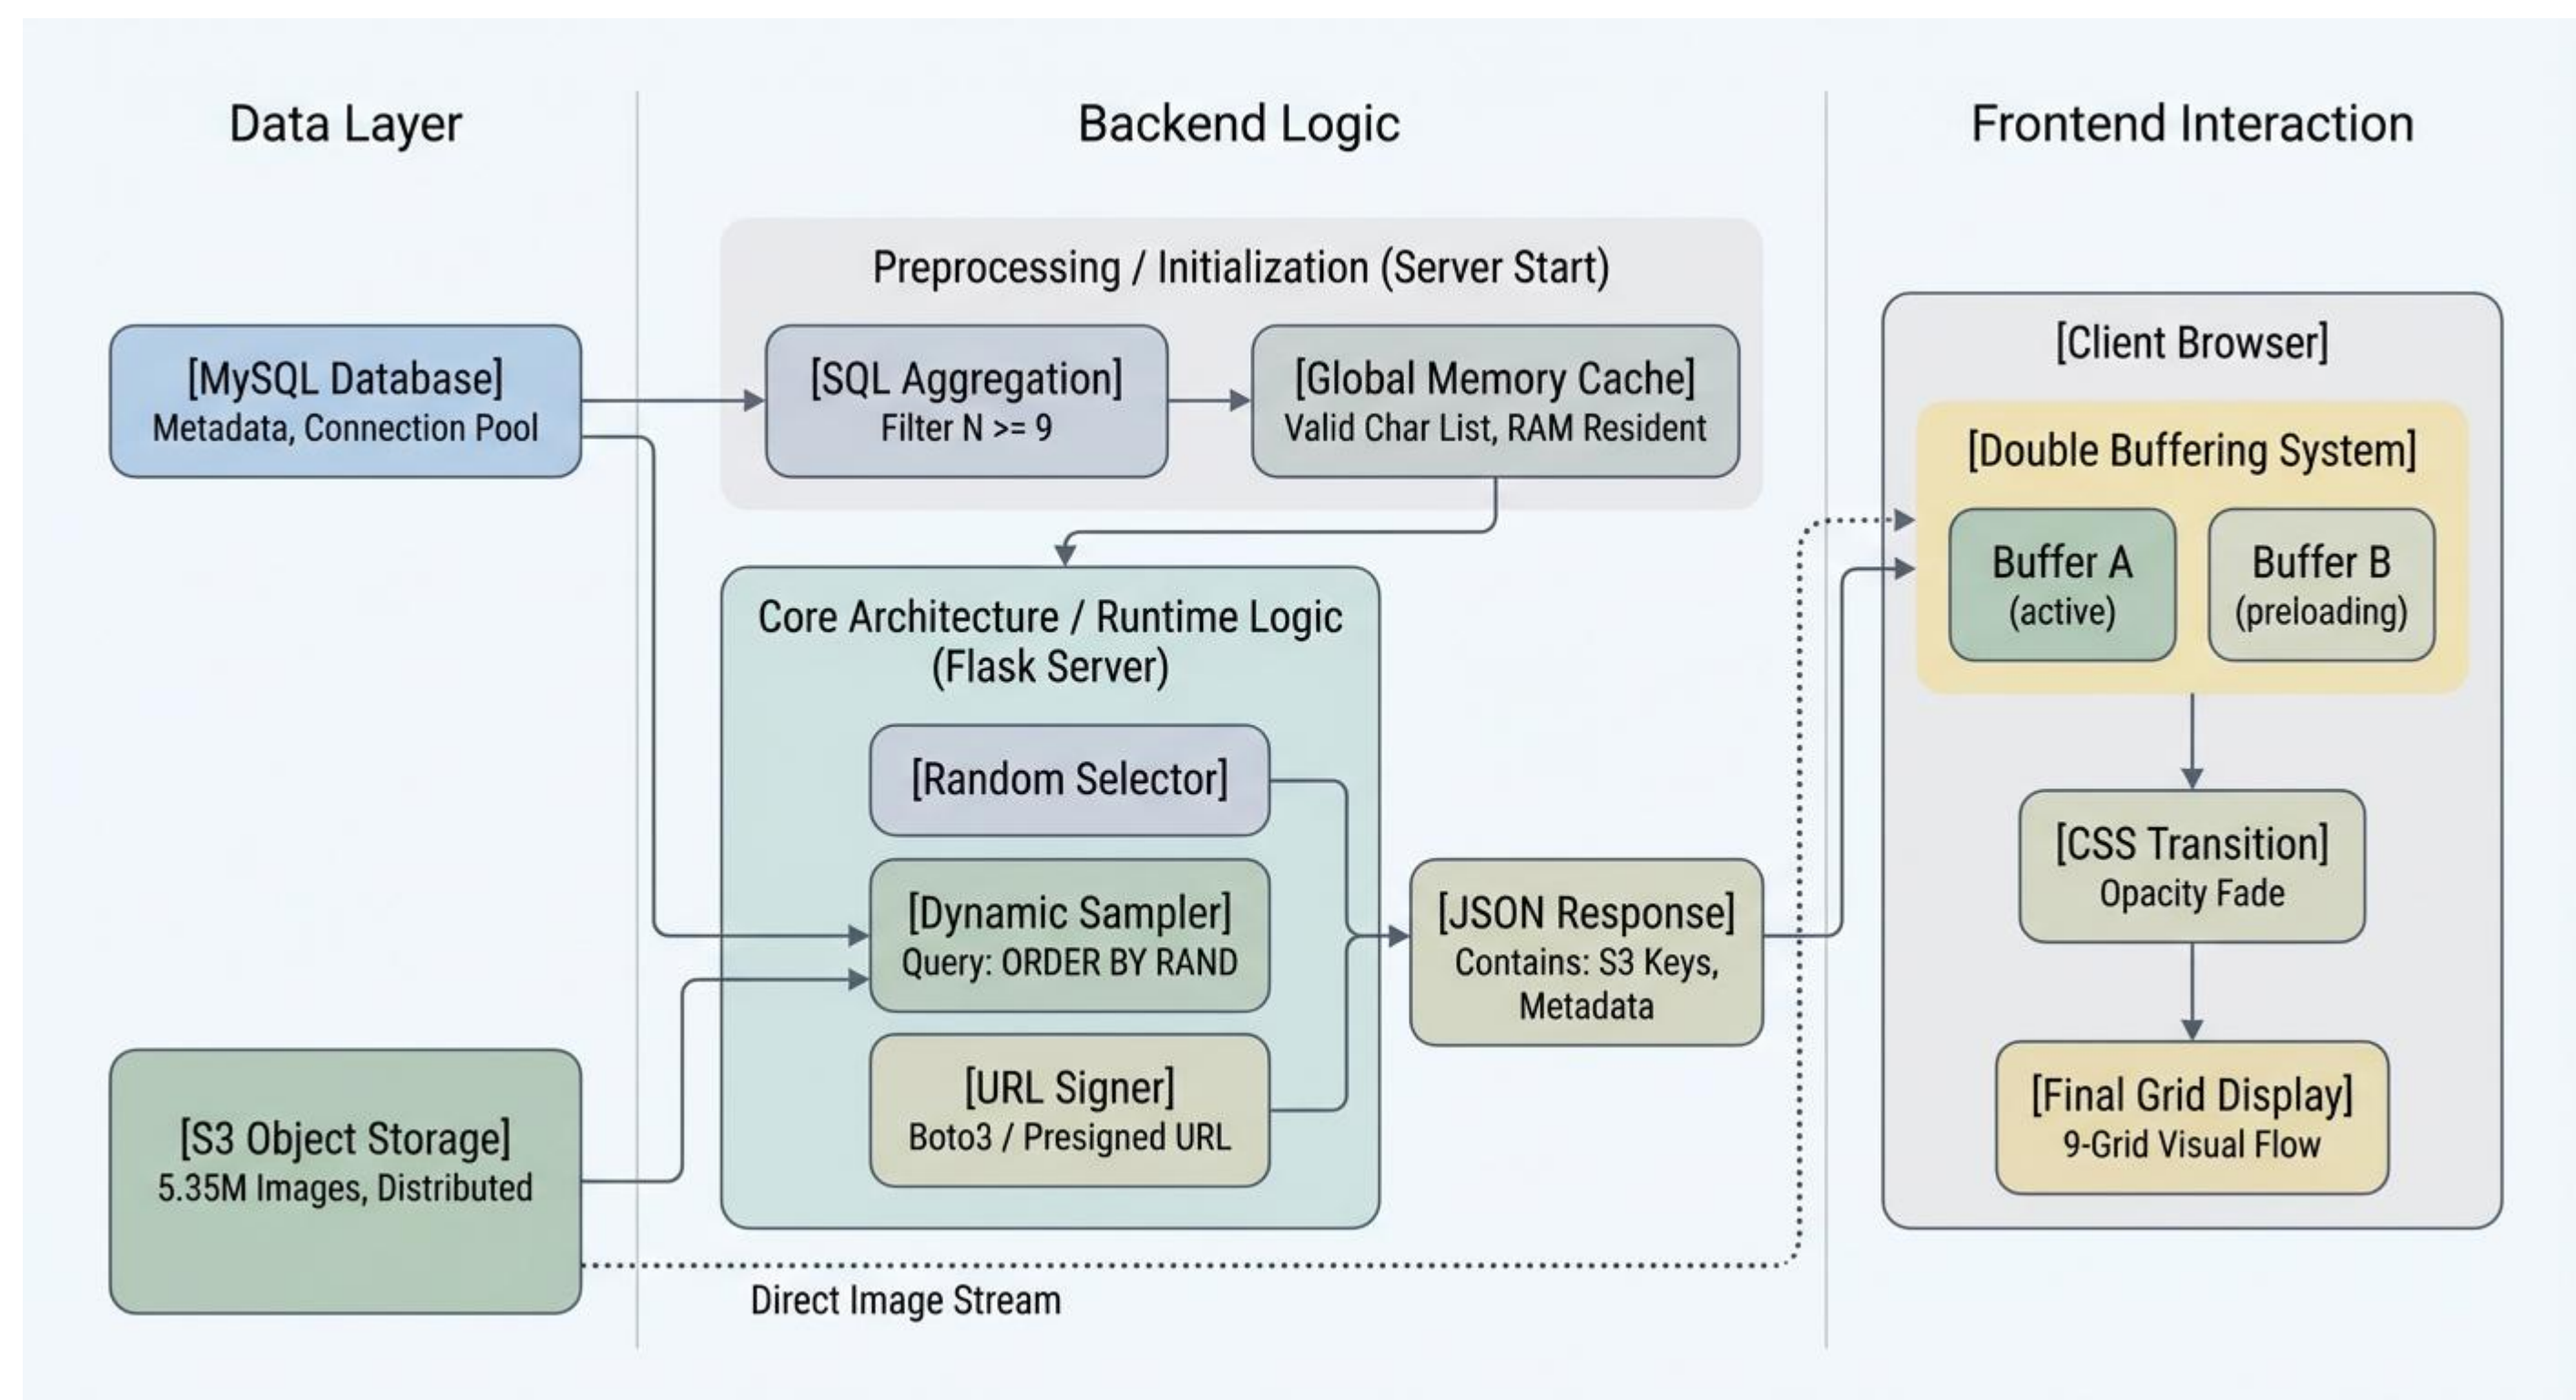 Data Layer
Backend Logic
Frontend Interaction
Preprocessing / Initialization (Server Start)
[MySQL Database]
Metadata, Connection Pool
[SQL Aggregation]
Filter N >= 9
[Global Memory Cache]
Valid Char List, RAM Resident
Core Architecture / Runtime Logic
(Flask Server)
[Random Selector]
[Dynamic Sampler]
Query: ORDER BY RAND
[URL Signer]
Boto3 / Presigned URL
[S3 Object Storage]
5.35M Images, Distributed
Direct Image Stream
[JSON Response]
Contains: S3 Keys,
Metadata
[Client Browser]
[Double Buffering System]
Buffer A
(active)
Buffer B
(preloading)
[CSS Transition]
Opacity Fade
[Final Grid Display]
9-Grid Visual Flow